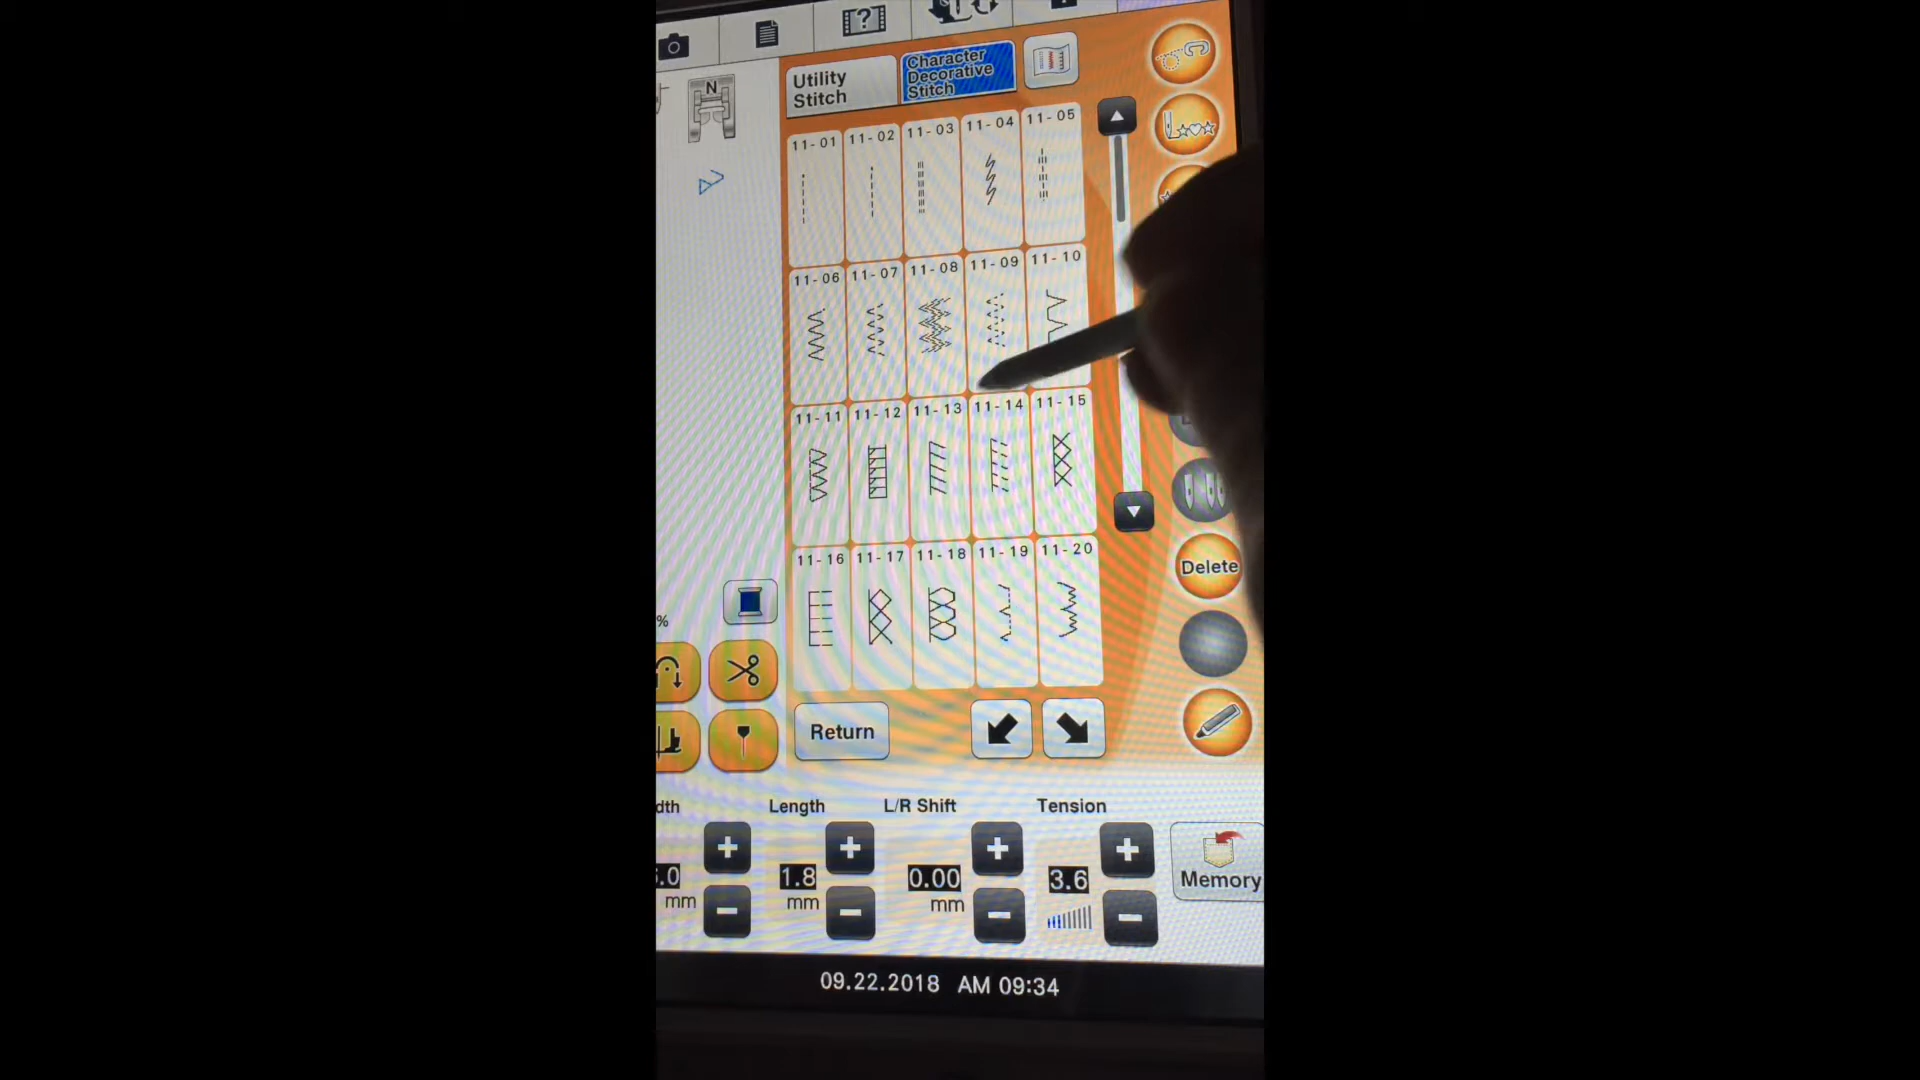 Utility
Stitch
Character
Decorative
Stitch
N
11-01 11-02 11-03 11-04 11-05
11-06 11-07 11-08 11-09 11-10
11-11 11-12 11-13 11-14 11-15
11-16 11-17 11-18 11-19 11-20
Delete
%
Return
dth Length L/R Shift Tension
.0 1.8 0.00 3.6
mm mm mm
Memory
09.22.2018 AM 09:34